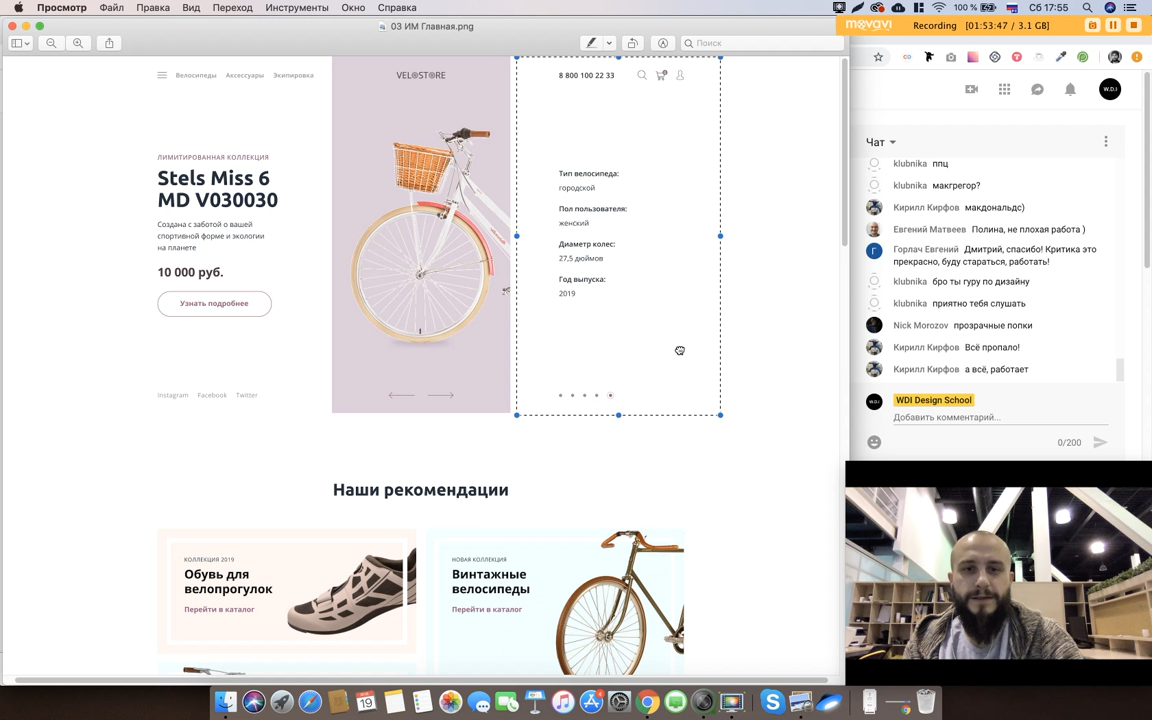 Просмотр Файл Правка Вид Переход Инструменты Окно Справка
100 % Сб 17:55
03 ИМ Главная.png
movavi Recording [01:53:47 / 3.1 GB]
Поиск
Велосипеды Аксессуары Экипировка
VELOSTORE
8 800 100 22 33
ЛИМИТИРОВАННАЯ КОЛЛЕКЦИЯ
Stels Miss 6
MD V030030
Создана с заботой о вашей
спортивной форме и экологии
на планете
10 000 руб.
Узнать подробнее
Instagram Facebook Twitter
Тип велосипеда:
городской
Пол пользователя:
женский
Диаметр колес:
27,5 дюймов
Год выпуска:
2019
Наши рекомендации
КОЛЛЕКЦИЯ 2019
Обувь для
велопрогулок
Перейти в каталог
НОВАЯ КОЛЛЕКЦИЯ
Винтажные
велосипеды
Перейти в каталог
W.D.I
Чат
klubnika ппц
klubnika макгрегор?
Кирилл Кирфов макдональдс)
Евгений Матвеев Полина, не плохая работа )
Г
Горлач Евгений Дмитрий, спасибо! Критика это
прекрасно, буду стараться, работать!
klubnika бро ты гуру по дизайну
klubnika приятно тебя слушать
Nick Morozov прозрачные попки
Кирилл Кирфов Всё пропало!
Кирилл Кирфов а всё, работает
W.D.I
WDI Design School
Добавить комментарий...
0/200
19